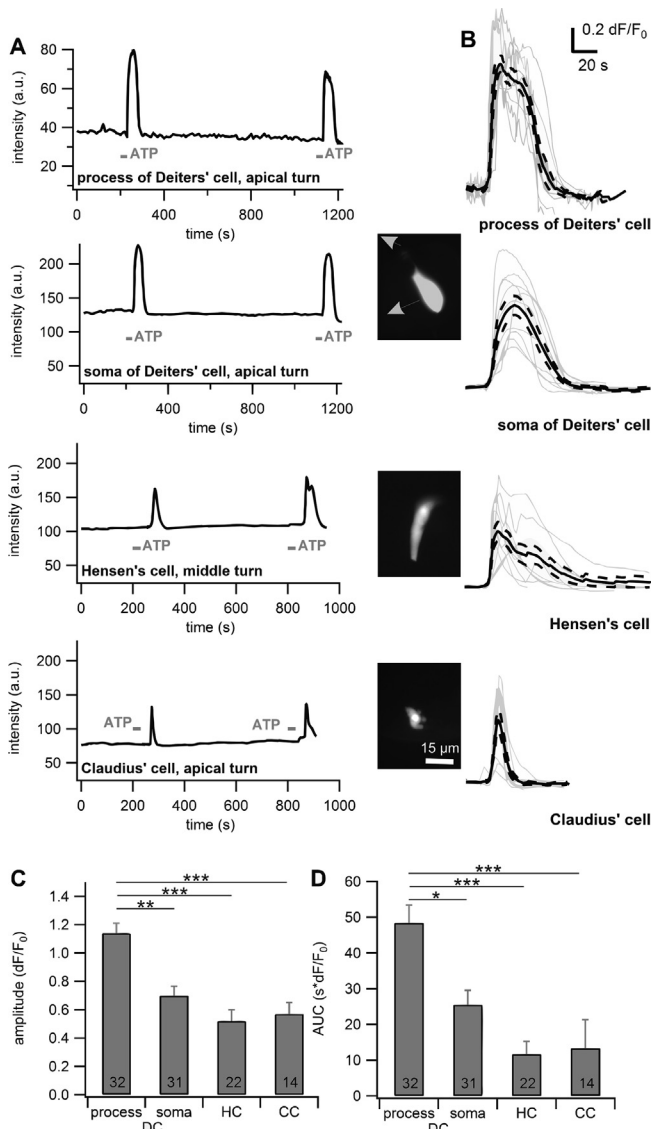 A
B
0.2 dF/F0
20 s
intensity (a.u.)
80
60
40
20
ATP
ATP
process of Deiters' cell, apical turn
0
400
800
1200
time (s)
process of Deiters' cell
intensity (a.u.)
200
150
100
50
ATP
ATP
soma of Deiters' cell, apical turn
0
400
800
1200
time (s)
soma of Deiters' cell
intensity (a.u.)
200
150
100
50
ATP
ATP
Hensen's cell, middle turn
0
200
400
600
800
1000
time (s)
Hensen's cell
intensity (a.u.)
200
150
100
50
ATP
ATP
Claudius' cell, apical turn
0
200
400
600
800
1000
time (s)
15 µm
Claudius' cell
C
***
***
**
amplitude (dF/F0)
1.4
1.2
1.0
0.8
0.6
0.4
0.2
0.0
32
31
22
14
process
soma
HC
CC
DC
D
***
***
*
AUC (s*dF/F0)
60
50
40
30
20
10
0
32
31
22
14
process
soma
HC
CC
DC